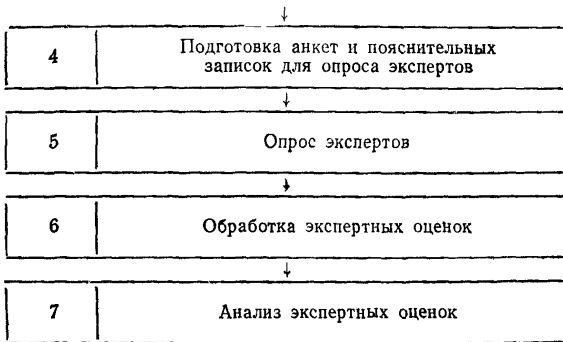 ↓
4 Подготовка анкет и пояснительных
записок для опроса экспертов
↓
5 Опрос экспертов
↓
6 Обработка экспертных оценок
↓
7 Анализ экспертных оценок